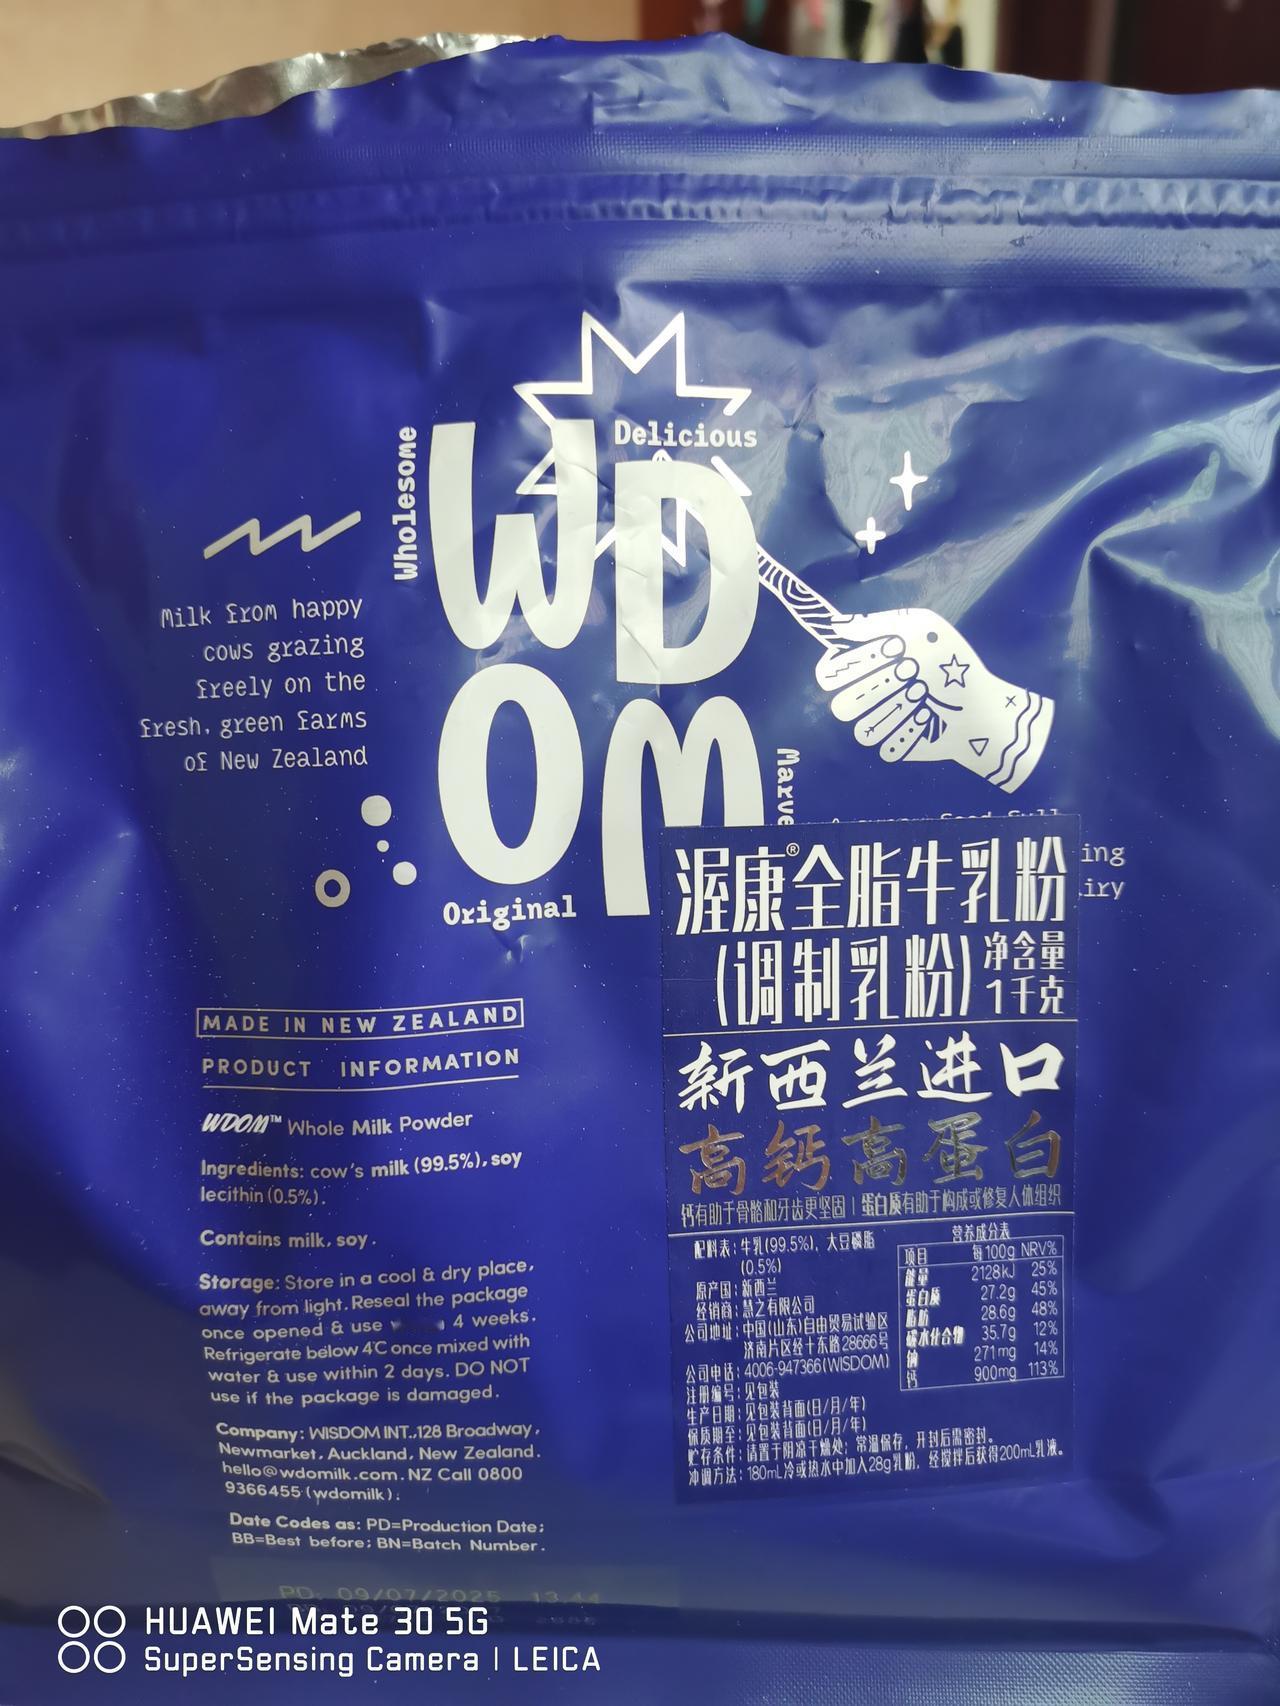 Delicious
Wholesome
WD
OM
Original
Milk from happy
cows grazing
freely on the
fresh, green farms
of New Zealand
ing
iry
渥康®全脂牛乳粉
(调制乳粉) 净含量
1千克
新西兰进口
高钙高蛋白
钙有助于骨骼和牙齿更坚固 | 蛋白质有助于构成或修复人体组织
配料表: 牛乳(99.5%), 大豆磷脂
(0.5%)
原产国: 新西兰
经销商: 慧之有限公司
公司地址: 中国(山东)自由贸易试验区
济南片区经十东路28666号
公司电话: 4006-947366(WISDOM)
注册编号: 见包装
生产日期: 见包装背面(日/月/年)
保质期至: 见包装背面(日/月/年)
贮存条件: 请置于阴凉干燥处; 常温保存, 开封后需密封。
冲调方法: 180mL冷或热水中加入28g乳粉, 经搅拌后获得200mL乳液。
营养成分表
项目 每100g NRV%
能量 2128kJ 25%
蛋白质 27.2g 45%
脂肪 28.6g 48%
碳水化合物 35.7g 12%
钠 271mg 14%
钙 900mg 113%
MADE IN NEW ZEALAND
PRODUCT INFORMATION
WDOM™ Whole Milk Powder
Ingredients: cow's milk (99.5%), soy
lecithin (0.5%).
Contains milk, soy.
Storage: Store in a cool & dry place,
away from light. Reseal the package
once opened & use 4 weeks.
Refrigerate below 4℃ once mixed with
water & use within 2 days. DO NOT
use if the package is damaged.
Company: WISDOM INT., 128 Broadway,
Newmarket, Auckland, New Zealand.
hello@wdomilk.com. NZ Call 0800
9366455 (wdomilk).
Date Codes as: PD=Production Date;
BB=Best before; BN=Batch Number.
PD: 09/07/2025 13:44
HUAWEI Mate 30 5G
SuperSensing Camera | LEICA